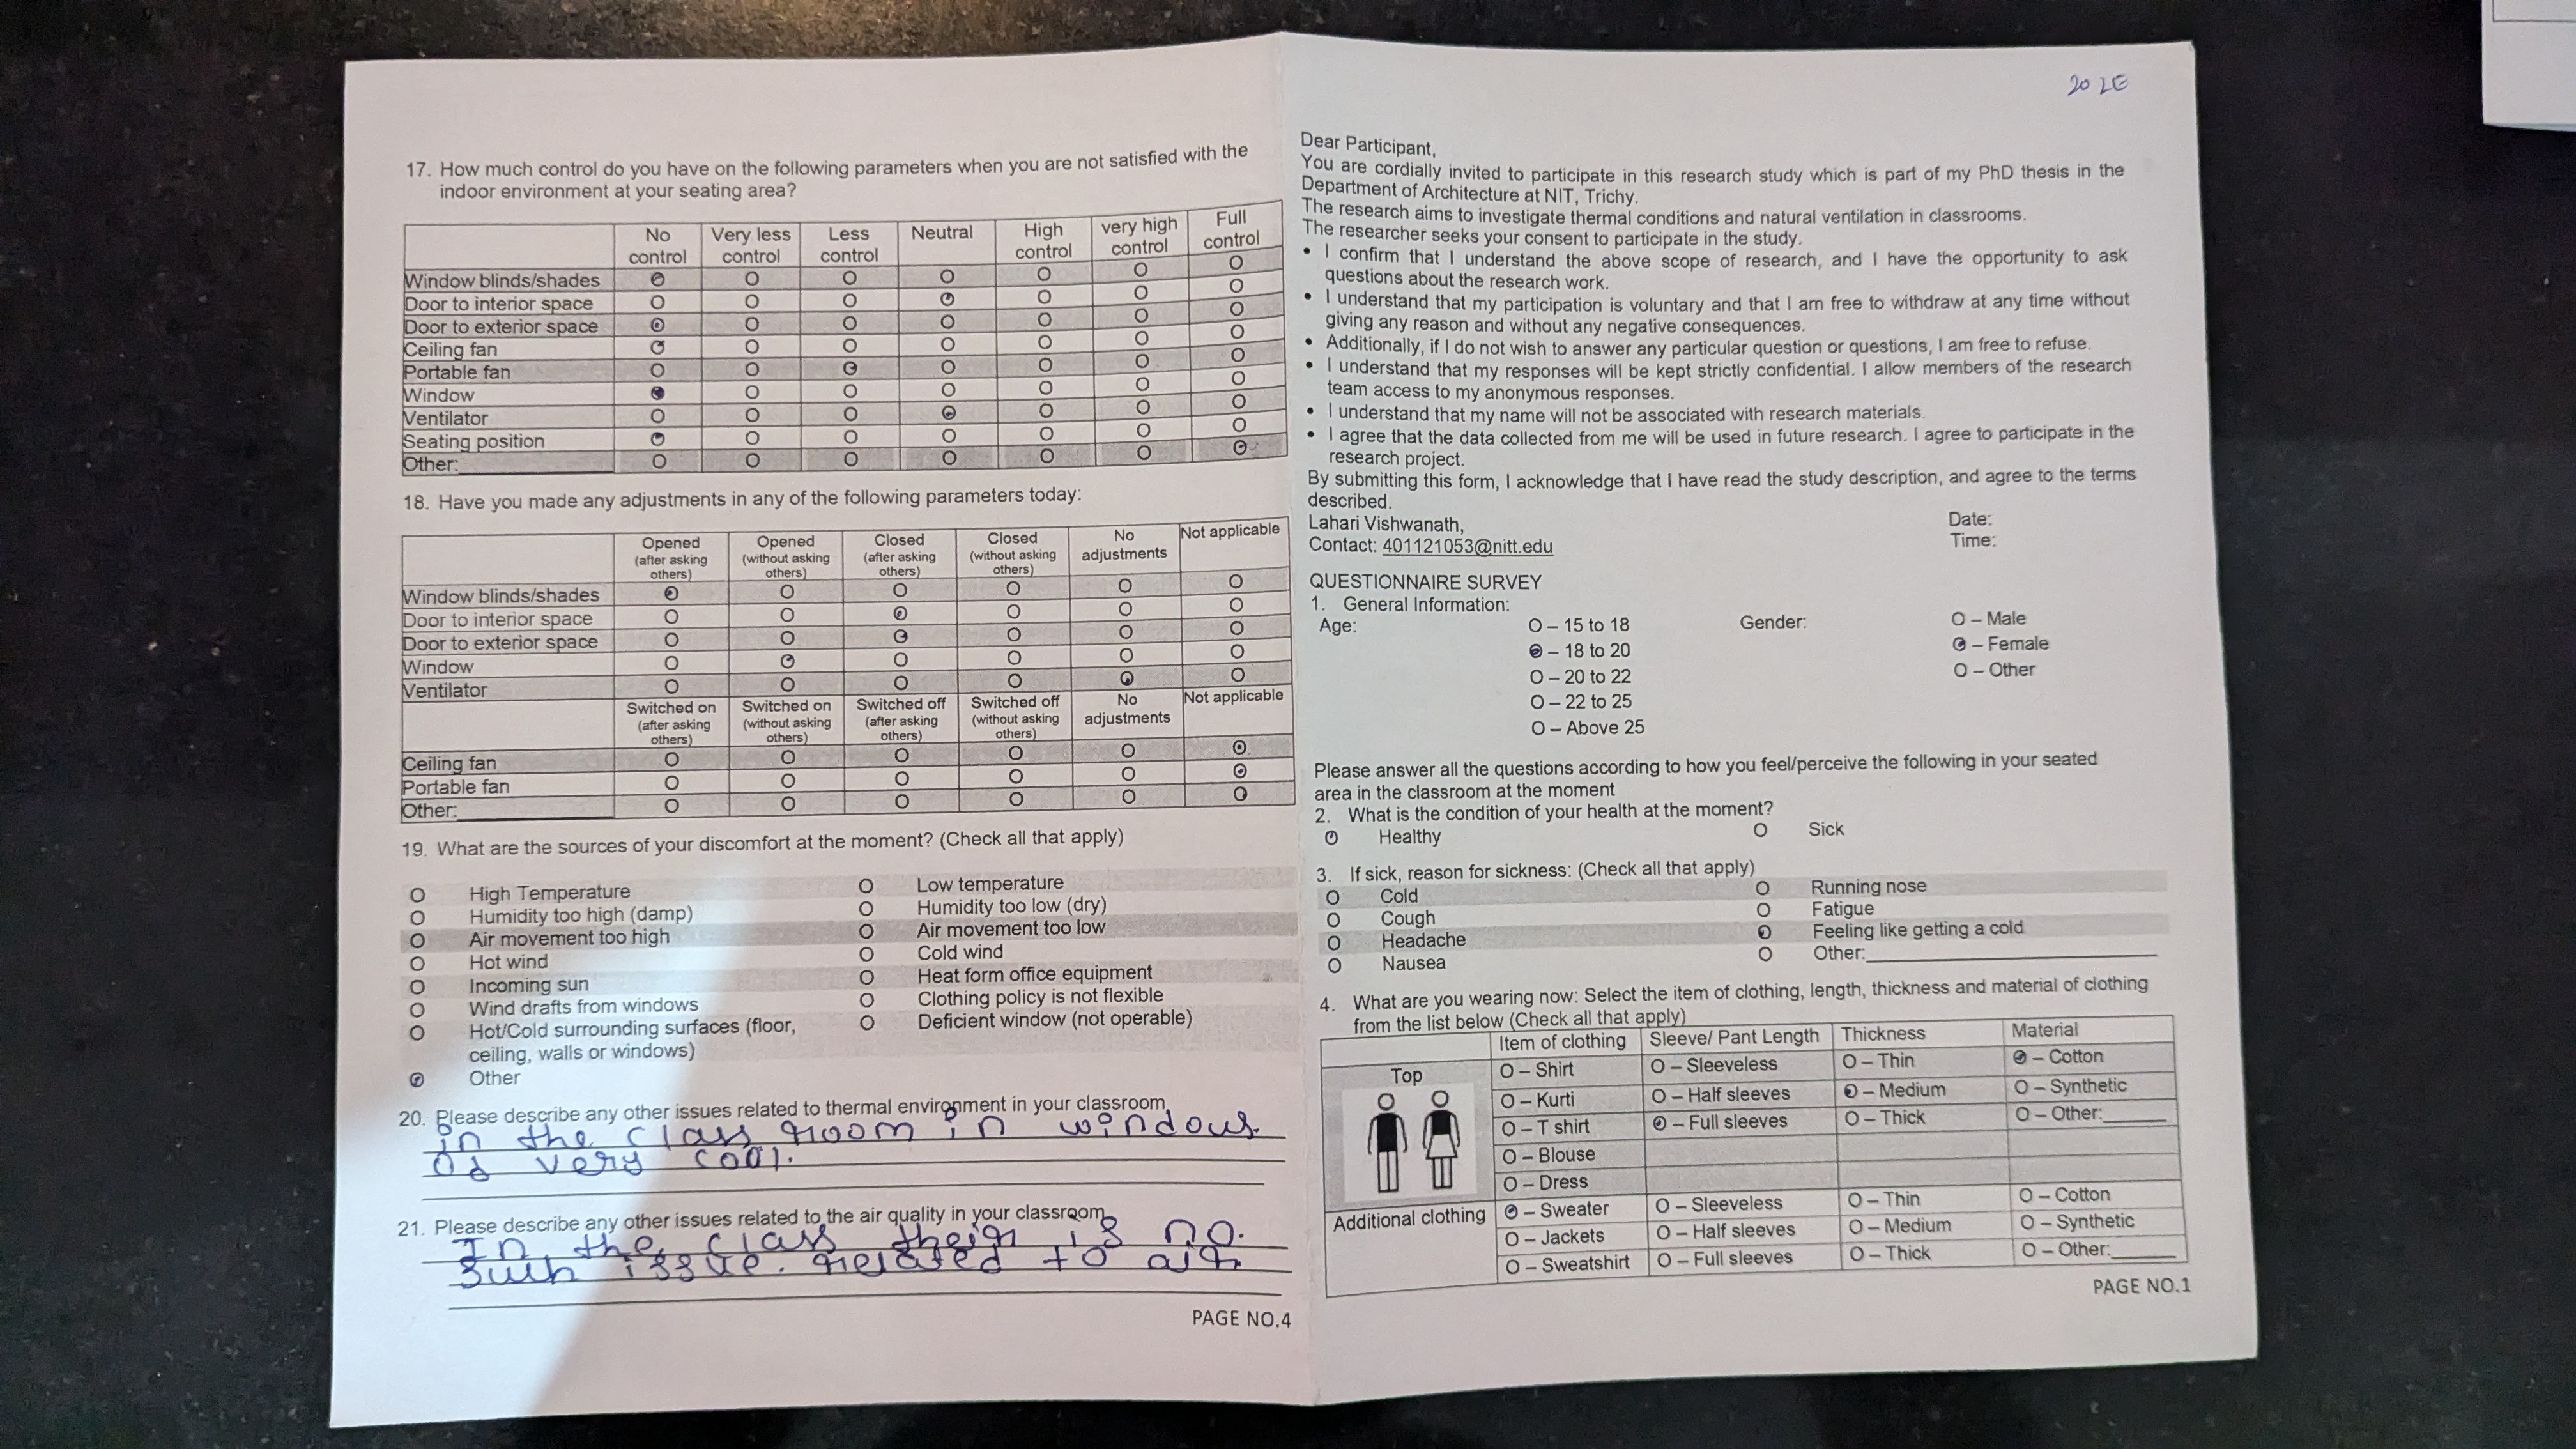 17. How much control do you have on the following parameters when you are not satisfied with the
indoor environment at your seating area?
No control Very less control Less control Neutral High control very high control Full control
Window blinds/shades
Door to interior space
Door to exterior space
Ceiling fan
Portable fan
Window
Ventilator
Seating position
Other:
18. Have you made any adjustments in any of the following parameters today:
Opened (after asking others) Opened (without asking others) Closed (after asking others) Closed (without asking others) No adjustments Not applicable
Window blinds/shades
Door to interior space
Door to exterior space
Window
Ventilator
Switched on (after asking others) Switched on (without asking others) Switched off (after asking others) Switched off (without asking others) No adjustments Not applicable
Ceiling fan
Portable fan
Other:
19. What are the sources of your discomfort at the moment? (Check all that apply)
High Temperature Low temperature
Humidity too high (damp) Humidity too low (dry)
Air movement too high Air movement too low
Hot wind Cold wind
Incoming sun Heat form office equipment
Wind drafts from windows Clothing policy is not flexible
Hot/Cold surrounding surfaces (floor, Deficient window (not operable)
ceiling, walls or windows)
Other
20. Please describe any other issues related to thermal environment in your classroom
in the class room in windows
very cool.
21. Please describe any other issues related to the air quality in your classroom
In the class their is no.
such issue. related to air.
PAGE NO.4
20 LE
Dear Participant,
You are cordially invited to participate in this research study which is part of my PhD thesis in the
Department of Architecture at NIT, Trichy.
The research aims to investigate thermal conditions and natural ventilation in classrooms.
The researcher seeks your consent to participate in the study.
• I confirm that I understand the above scope of research, and I have the opportunity to ask
questions about the research work.
• I understand that my participation is voluntary and that I am free to withdraw at any time without
giving any reason and without any negative consequences.
• Additionally, if I do not wish to answer any particular question or questions, I am free to refuse.
• I understand that my responses will be kept strictly confidential. I allow members of the research
team access to my anonymous responses.
• I understand that my name will not be associated with research materials.
• I agree that the data collected from me will be used in future research. I agree to participate in the
research project.
By submitting this form, I acknowledge that I have read the study description, and agree to the terms
described.
Lahari Vishwanath, Date:
Contact: 401121053@nitt.edu Time:
QUESTIONNAIRE SURVEY
1. General Information:
Age: O – 15 to 18 Gender: O – Male
O – 18 to 20 O – Female
O – 20 to 22 O – Other
O – 22 to 25
O – Above 25
Please answer all the questions according to how you feel/perceive the following in your seated
area in the classroom at the moment
2. What is the condition of your health at the moment?
Healthy Sick
3. If sick, reason for sickness: (Check all that apply)
Cold Running nose
Cough Fatigue
Headache Feeling like getting a cold
Nausea Other:
4. What are you wearing now: Select the item of clothing, length, thickness and material of clothing
from the list below (Check all that apply)
Item of clothing Sleeve/ Pant Length Thickness Material
Top O – Shirt O – Sleeveless O – Thin O – Cotton
O – Kurti O – Half sleeves O – Medium O – Synthetic
O – T shirt O – Full sleeves O – Thick O – Other:
O – Blouse
O – Dress
Additional clothing O – Sweater O – Sleeveless O – Thin O – Cotton
O – Jackets O – Half sleeves O – Medium O – Synthetic
O – Sweatshirt O – Full sleeves O – Thick O – Other:
PAGE NO.1